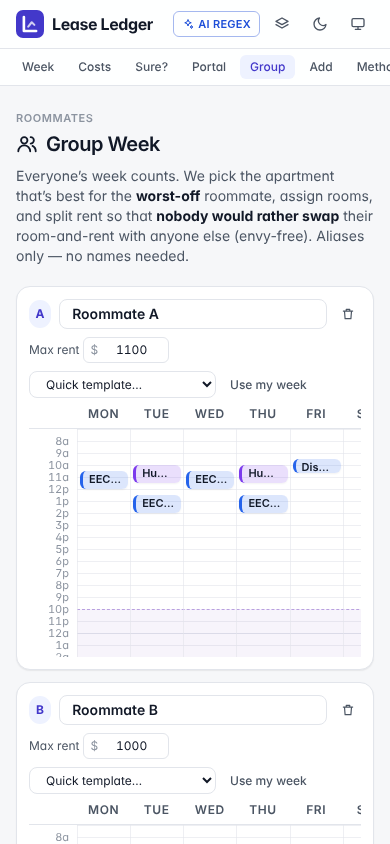 Lease Ledger
AI REGEX
Week Costs Sure? Portal Group Add
ROOMMATES
Group Week
Everyone's week counts. We pick the apartment
that's best for the worst-off roommate, assign rooms,
and split rent so that nobody would rather swap their
room-and-rent with anyone else (envy-free). Aliases
only — no names needed.
A Roommate A
Max rent $ 1100
Quick template... Use my week
MON TUE WED THU FRI
8a
9a
10a
11a
12p
1p
2p
3p
4p
5p
6p
7p
8p
9p
10p
11p
12a
1a
EEC...
Hu...
EEC...
EEC...
Hu...
EEC...
Dis...
B Roommate B
Max rent $ 1000
Quick template... Use my week
MON TUE WED THU FRI
8a